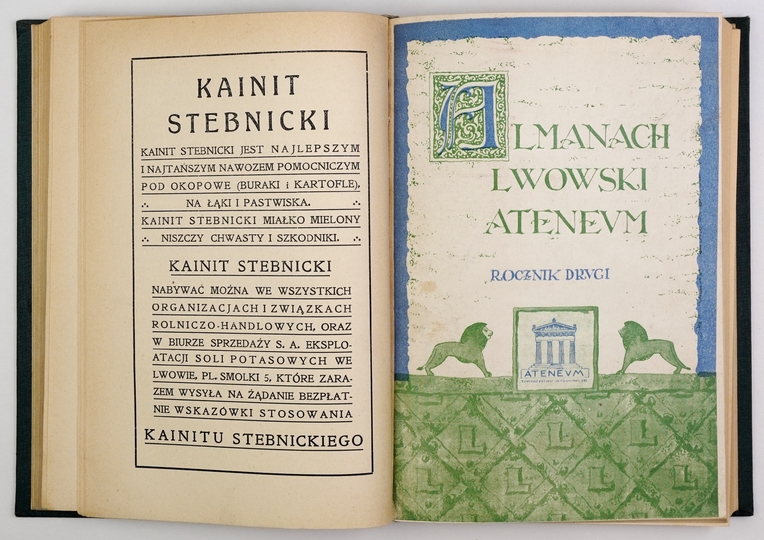 KAINIT
STEBNICKI
KAINIT STEBNICKI JEST NAJLEPSZYM
I NAJTAŃSZYM NAWOZEM POMOCNICZYM
POD OKOPOWE (BURAKI i KARTOFLE),
NA ŁĄKI I PASTWISKA.
KAINIT STEBNICKI MIAŁKO MIELONY
NISZCZY CHWASTY I SZKODNIKI.
KAINIT STEBNICKI
NABYWAĆ MOŻNA WE WSZYSTKICH
ORGANIZACJACH I ZWIĄZKACH
ROLNICZO-HANDLOWYCH, ORAZ
W BIURZE SPRZEDAŻY S. A. EKSPLO-
ATACJI SOLI POTASOWYCH WE
LWOWIE, PL. SMOLKI 5, KTÓRE ZARA-
ZEM WYSYŁA NA ŻĄDANIE BEZPŁAT-
NIE WSKAZÓWKI STOSOWANIA
KAINITU STEBNICKIEGO
ALMANACH
LWOWSKI
ATENEVM
ROCZNIK DRVGI
ATENEVM
L L L
L L L